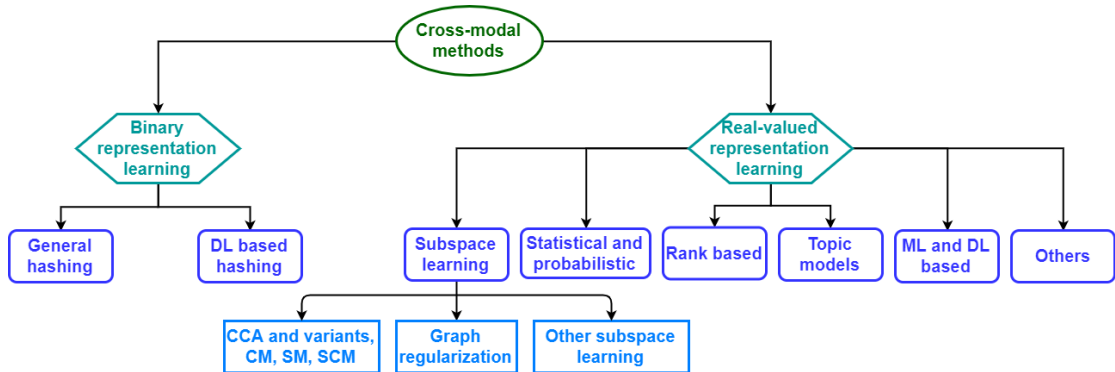 Cross-modal
methods
Binary
representation
learning
Real-valued
representation
learning
General
hashing
DL based
hashing
Subspace
learning
Statistical and
probabilistic
Rank based
Topic
models
ML and DL
based
Others
CCA and variants,
CM, SM, SCM
Graph
regularization
Other subspace
learning